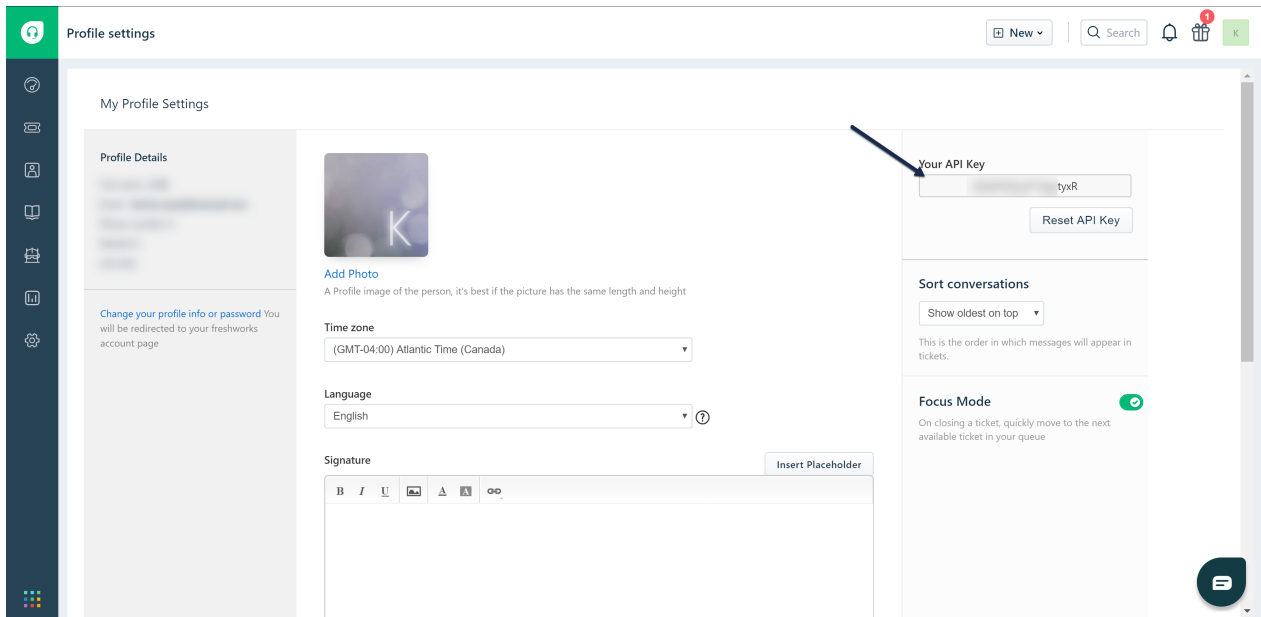 Profile settings
New
Search
1
K
My Profile Settings
Profile Details
Change your profile info or password You
will be redirected to your freshworks
account page
K
Add Photo
A Profile image of the person, it's best if the picture has the same length and height
Time zone
(GMT-04:00) Atlantic Time (Canada)
Language
English
?
Signature
Insert Placeholder
B I U A A
Your API Key
tyxR
Reset API Key
Sort conversations
Show oldest on top
This is the order in which messages will appear in
tickets.
Focus Mode
On closing a ticket, quickly move to the next
available ticket in your queue